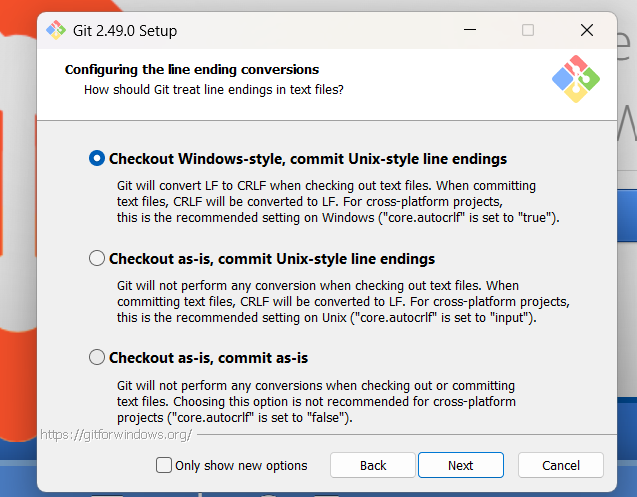 Git 2.49.0 Setup
Configuring the line ending conversions
How should Git treat line endings in text files?
Checkout Windows-style, commit Unix-style line endings
Git will convert LF to CRLF when checking out text files. When committing
text files, CRLF will be converted to LF. For cross-platform projects,
this is the recommended setting on Windows ("core.autocrlf" is set to "true").
Checkout as-is, commit Unix-style line endings
Git will not perform any conversion when checking out text files. When
committing text files, CRLF will be converted to LF. For cross-platform projects,
this is the recommended setting on Unix ("core.autocrlf" is set to "input").
Checkout as-is, commit as-is
Git will not perform any conversions when checking out or committing
text files. Choosing this option is not recommended for cross-platform
projects ("core.autocrlf" is set to "false").
https://gitforwindows.org/
Only show new options
Back
Next
Cancel